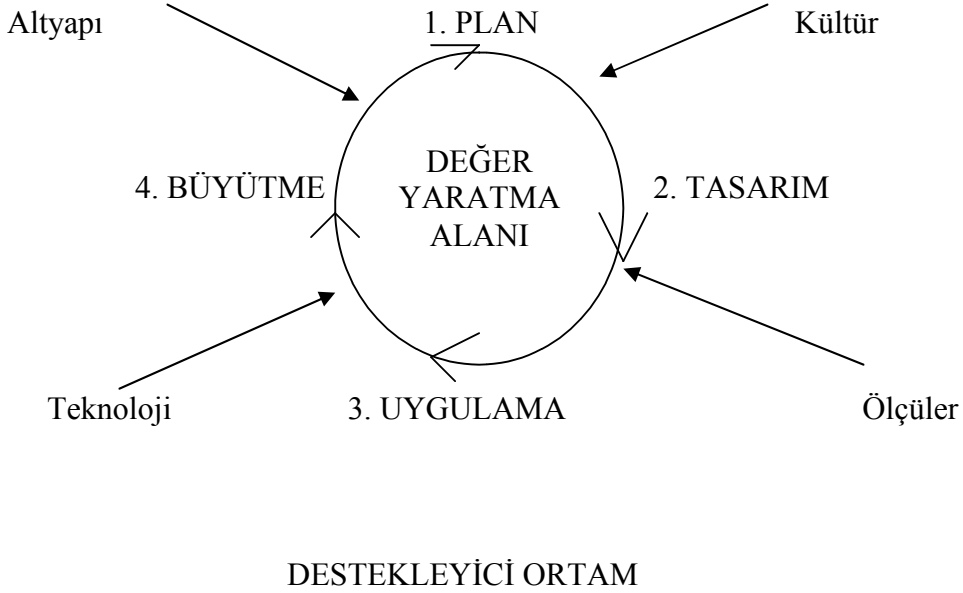 Altyapı
1. PLAN
Kültür
DEĞER
YARATMA
ALANI
4. BÜYÜTME
2. TASARIM
Teknoloji
3. UYGULAMA
Ölçüler
DESTEKLEYİCİ ORTAM